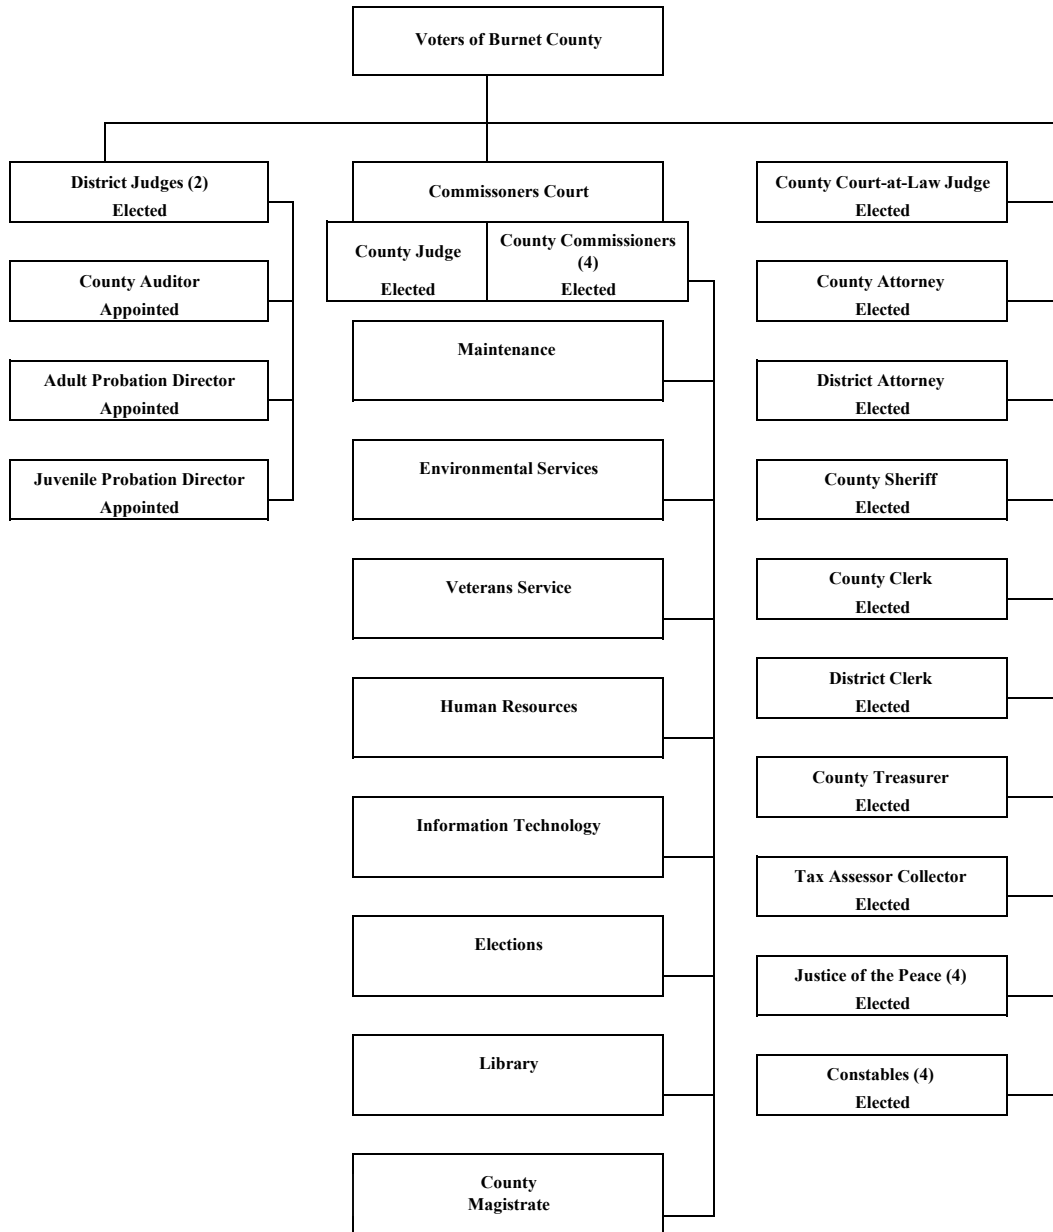 Voters of Burnet County
District Judges (2)
Elected
County Auditor
Appointed
Adult Probation Director
Appointed
Juvenile Probation Director
Appointed
Commissoners Court
County Judge
Elected
County Commissioners
(4)
Elected
Maintenance
Environmental Services
Veterans Service
Human Resources
Information Technology
Elections
Library
County
Magistrate
County Court-at-Law Judge
Elected
County Attorney
Elected
District Attorney
Elected
County Sheriff
Elected
County Clerk
Elected
District Clerk
Elected
County Treasurer
Elected
Tax Assessor Collector
Elected
Justice of the Peace (4)
Elected
Constables (4)
Elected